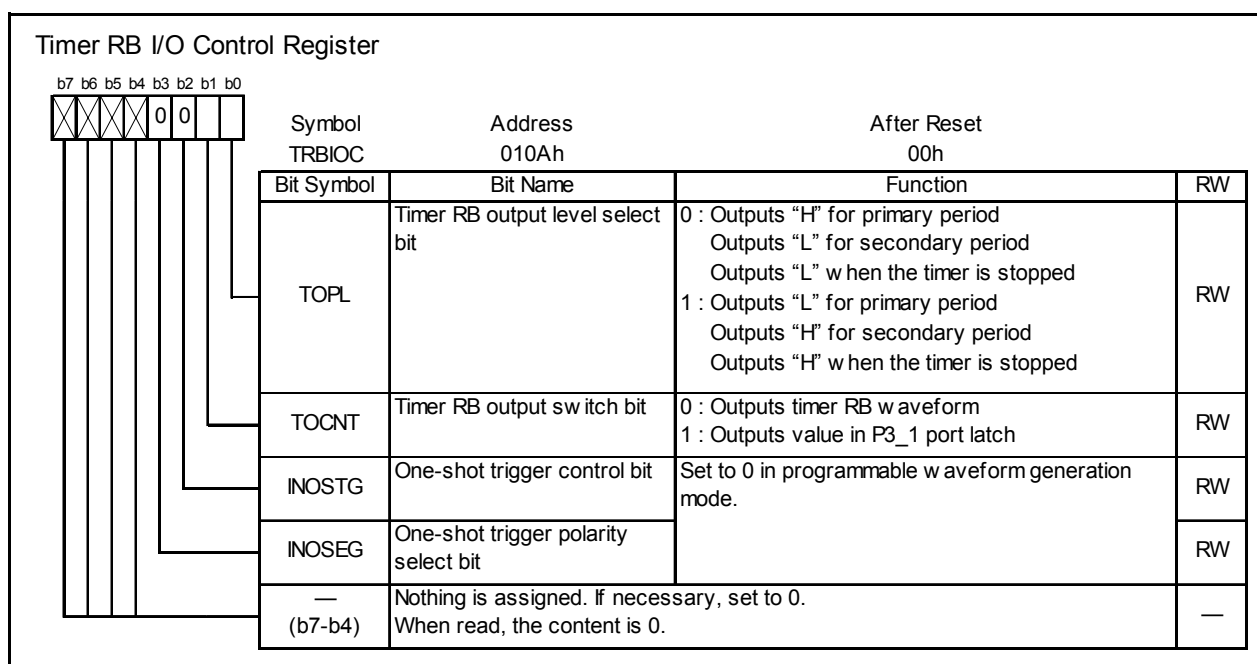 Timer RB I/O Control Register
b7 b6 b5 b4 b3 b2 b1 b0
0 0
Symbol Address After Reset
TRBIOC 010Ah 00h
Bit Symbol Bit Name Function RW
TOPL
Timer RB output level select
bit
0 : Outputs “H” for primary period
Outputs “L” for secondary period
Outputs “L” w hen the timer is stopped
1 : Outputs “L” for primary period
Outputs “H” for secondary period
Outputs “H” w hen the timer is stopped
RW
TOCNT
Timer RB output sw itch bit
0 : Outputs timer RB w aveform
1 : Outputs value in P3_1 port latch
RW
INOSTG
One-shot trigger control bit
Set to 0 in programmable w aveform generation
mode.
RW
INOSEG
One-shot trigger polarity
select bit
RW
—
(b7-b4)
Nothing is assigned. If necessary, set to 0.
When read, the content is 0.
—